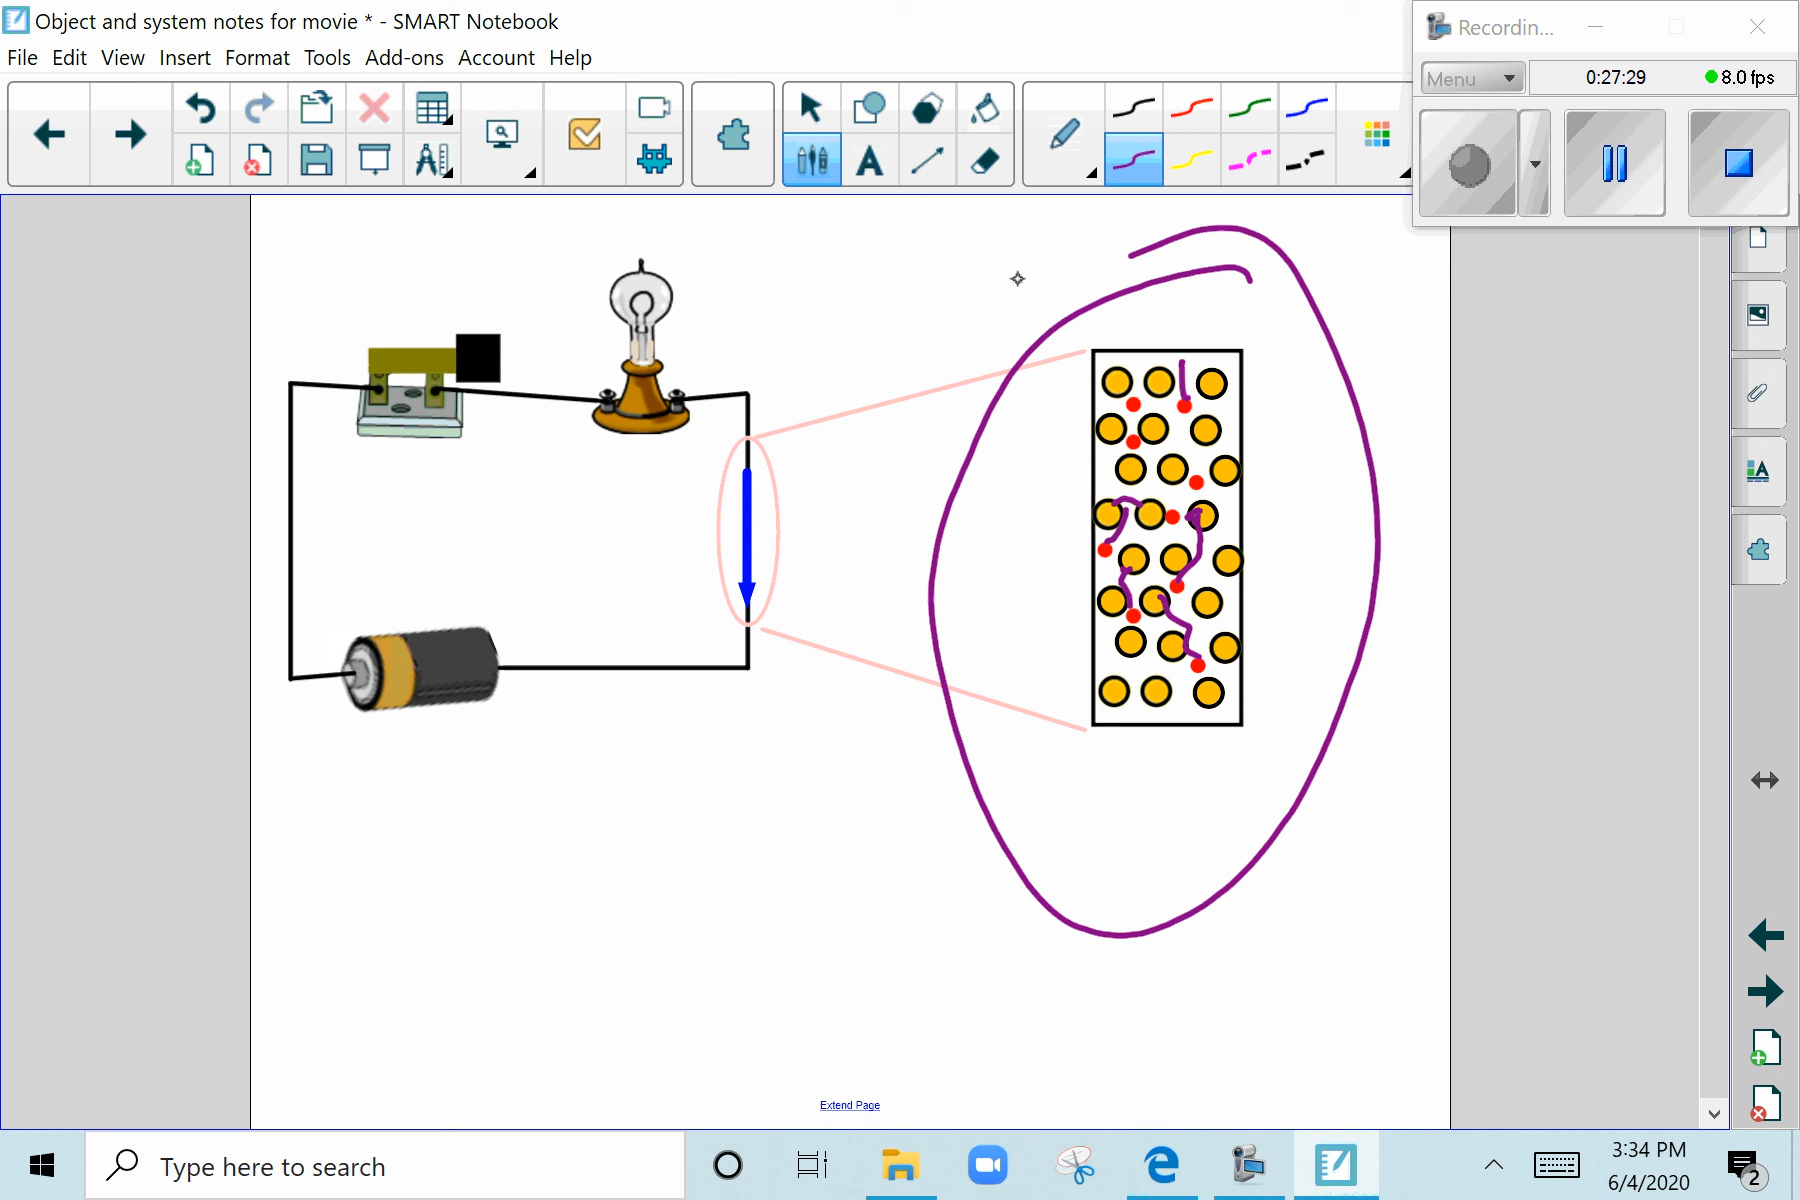 Object and system notes for movie * - SMART Notebook
File Edit View Insert Format Tools Add-ons Account Help
Recordin...
Menu
0:27:29
8.0 fps
A
A
Extend Page
Type here to search
3:34 PM
6/4/2020
2